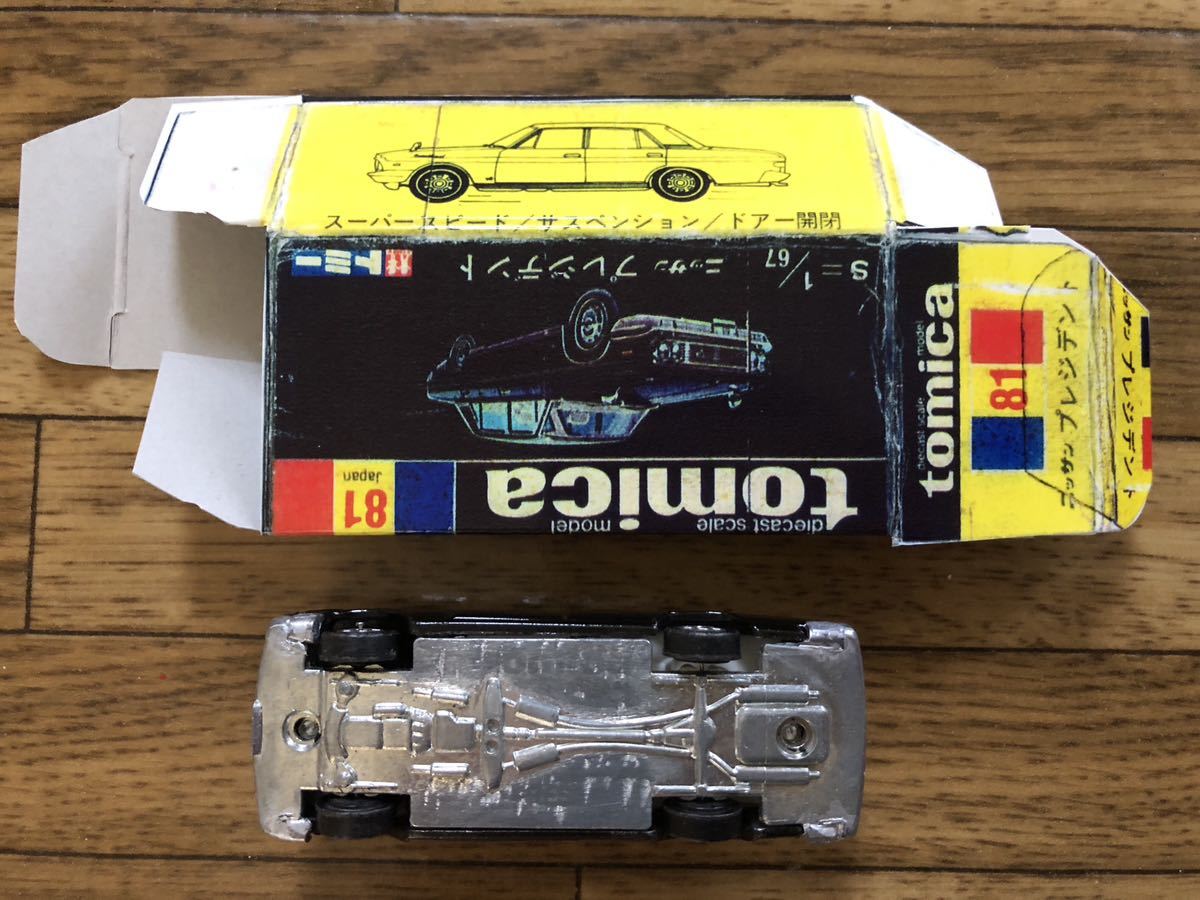 スーパースピード/サスペンション/ドアー開閉
トミー
ニッサン プレジデント
S=1/67
81
Japan
tomica
diecast scale model
diecast scale model
tomica
81
ニッサン プレジデント
ニッサン プレジデント